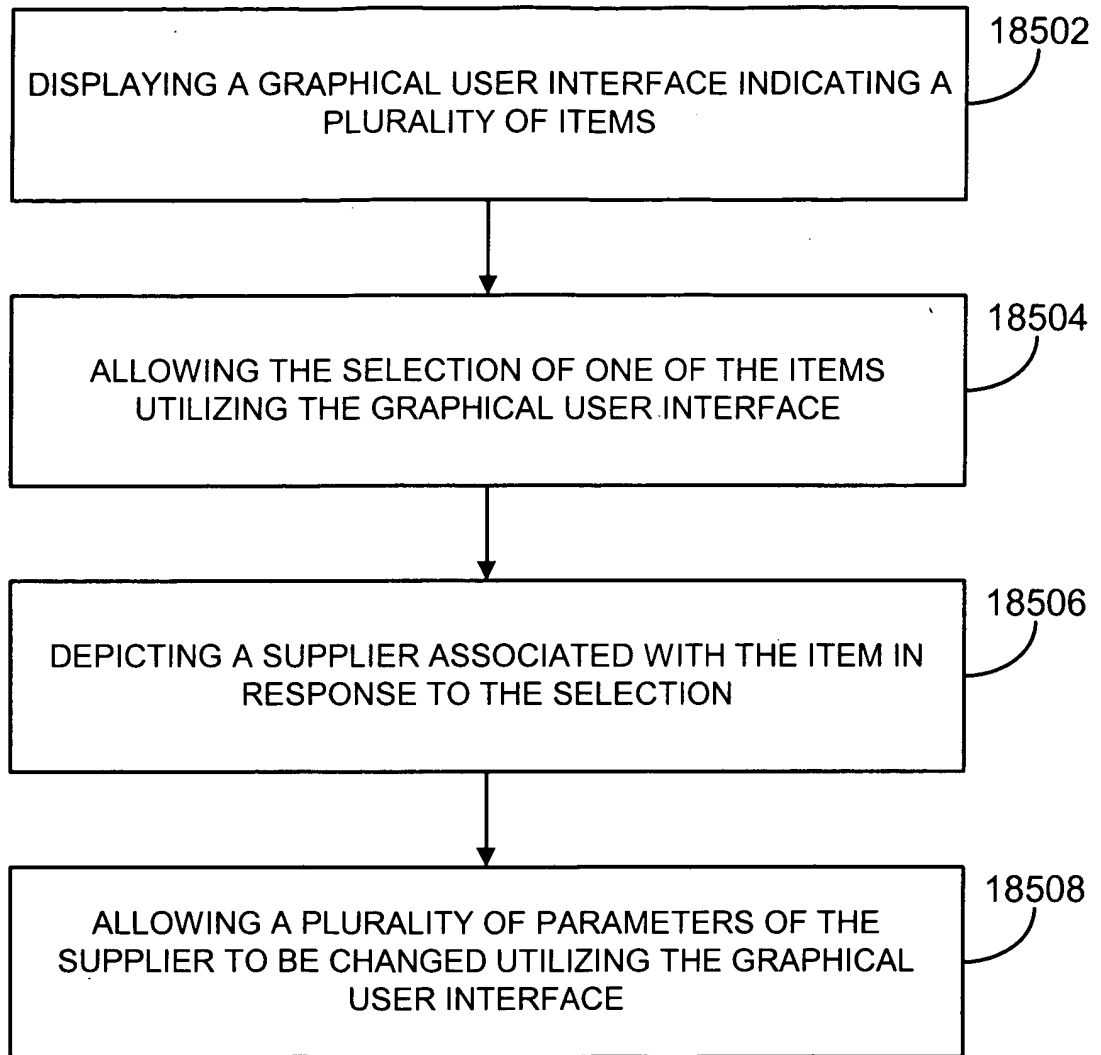 18502
DISPLAYING A GRAPHICAL USER INTERFACE INDICATING A
PLURALITY OF ITEMS
18504
ALLOWING THE SELECTION OF ONE OF THE ITEMS
UTILIZING THE GRAPHICAL USER INTERFACE
18506
DEPICTING A SUPPLIER ASSOCIATED WITH THE ITEM IN
RESPONSE TO THE SELECTION
18508
ALLOWING A PLURALITY OF PARAMETERS OF THE
SUPPLIER TO BE CHANGED UTILIZING THE GRAPHICAL
USER INTERFACE